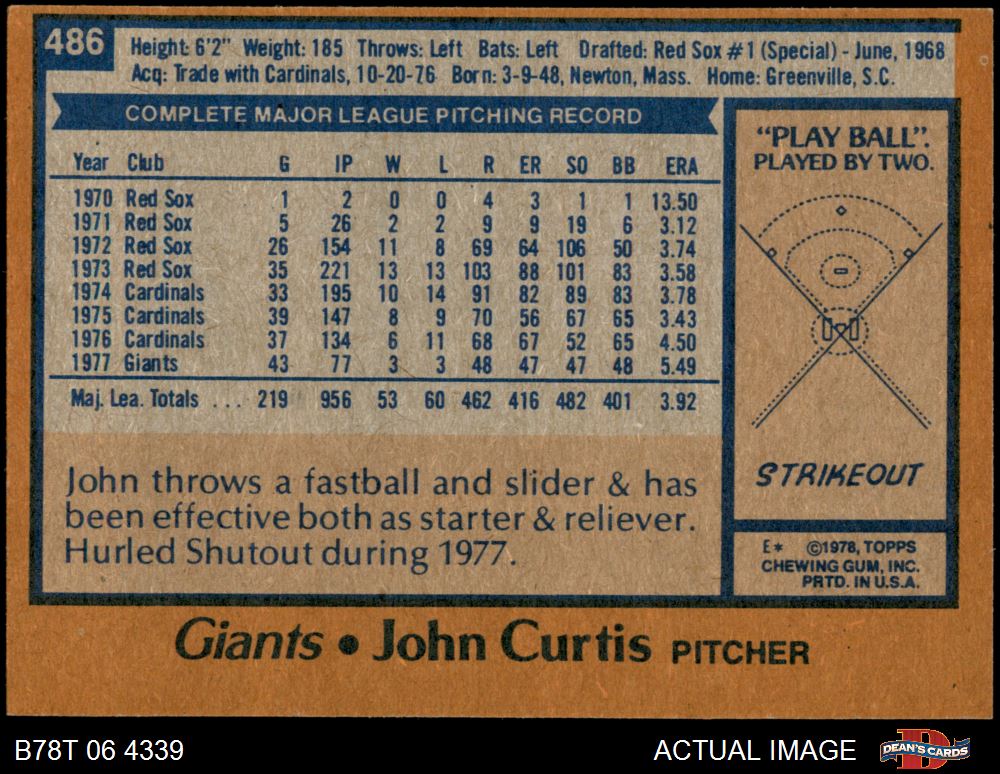 486
Height: 6'2" Weight: 185 Throws: Left Bats: Left Drafted: Red Sox #1 (Special) - June, 1968
Acq: Trade with Cardinals, 10-20-76 Born: 3-9-48, Newton, Mass. Home: Greenville, S.C.
COMPLETE MAJOR LEAGUE PITCHING RECORD
Year Club G IP W L R ER SO BB ERA
1970 Red Sox 1 2 0 0 4 3 1 1 13.50
1971 Red Sox 5 26 2 2 9 9 19 6 3.12
1972 Red Sox 26 154 11 8 69 64 106 50 3.74
1973 Red Sox 35 221 13 13 103 88 101 83 3.58
1974 Cardinals 33 195 10 14 91 82 89 83 3.78
1975 Cardinals 39 147 8 9 70 56 67 65 3.43
1976 Cardinals 37 134 6 11 68 67 52 65 4.50
1977 Giants 43 77 3 3 48 47 47 48 5.49
Maj. Lea. Totals ... 219 956 53 60 462 416 482 401 3.92
John throws a fastball and slider & has
been effective both as starter & reliever.
Hurled Shutout during 1977.
"PLAY BALL".
PLAYED BY TWO.
STRIKEOUT
E* ©1978, TOPPS
CHEWING GUM, INC.
PRTD. IN U.S.A.
Giants • John Curtis PITCHER
B78T 06 4339
ACTUAL IMAGE
DEAN'S CARDS